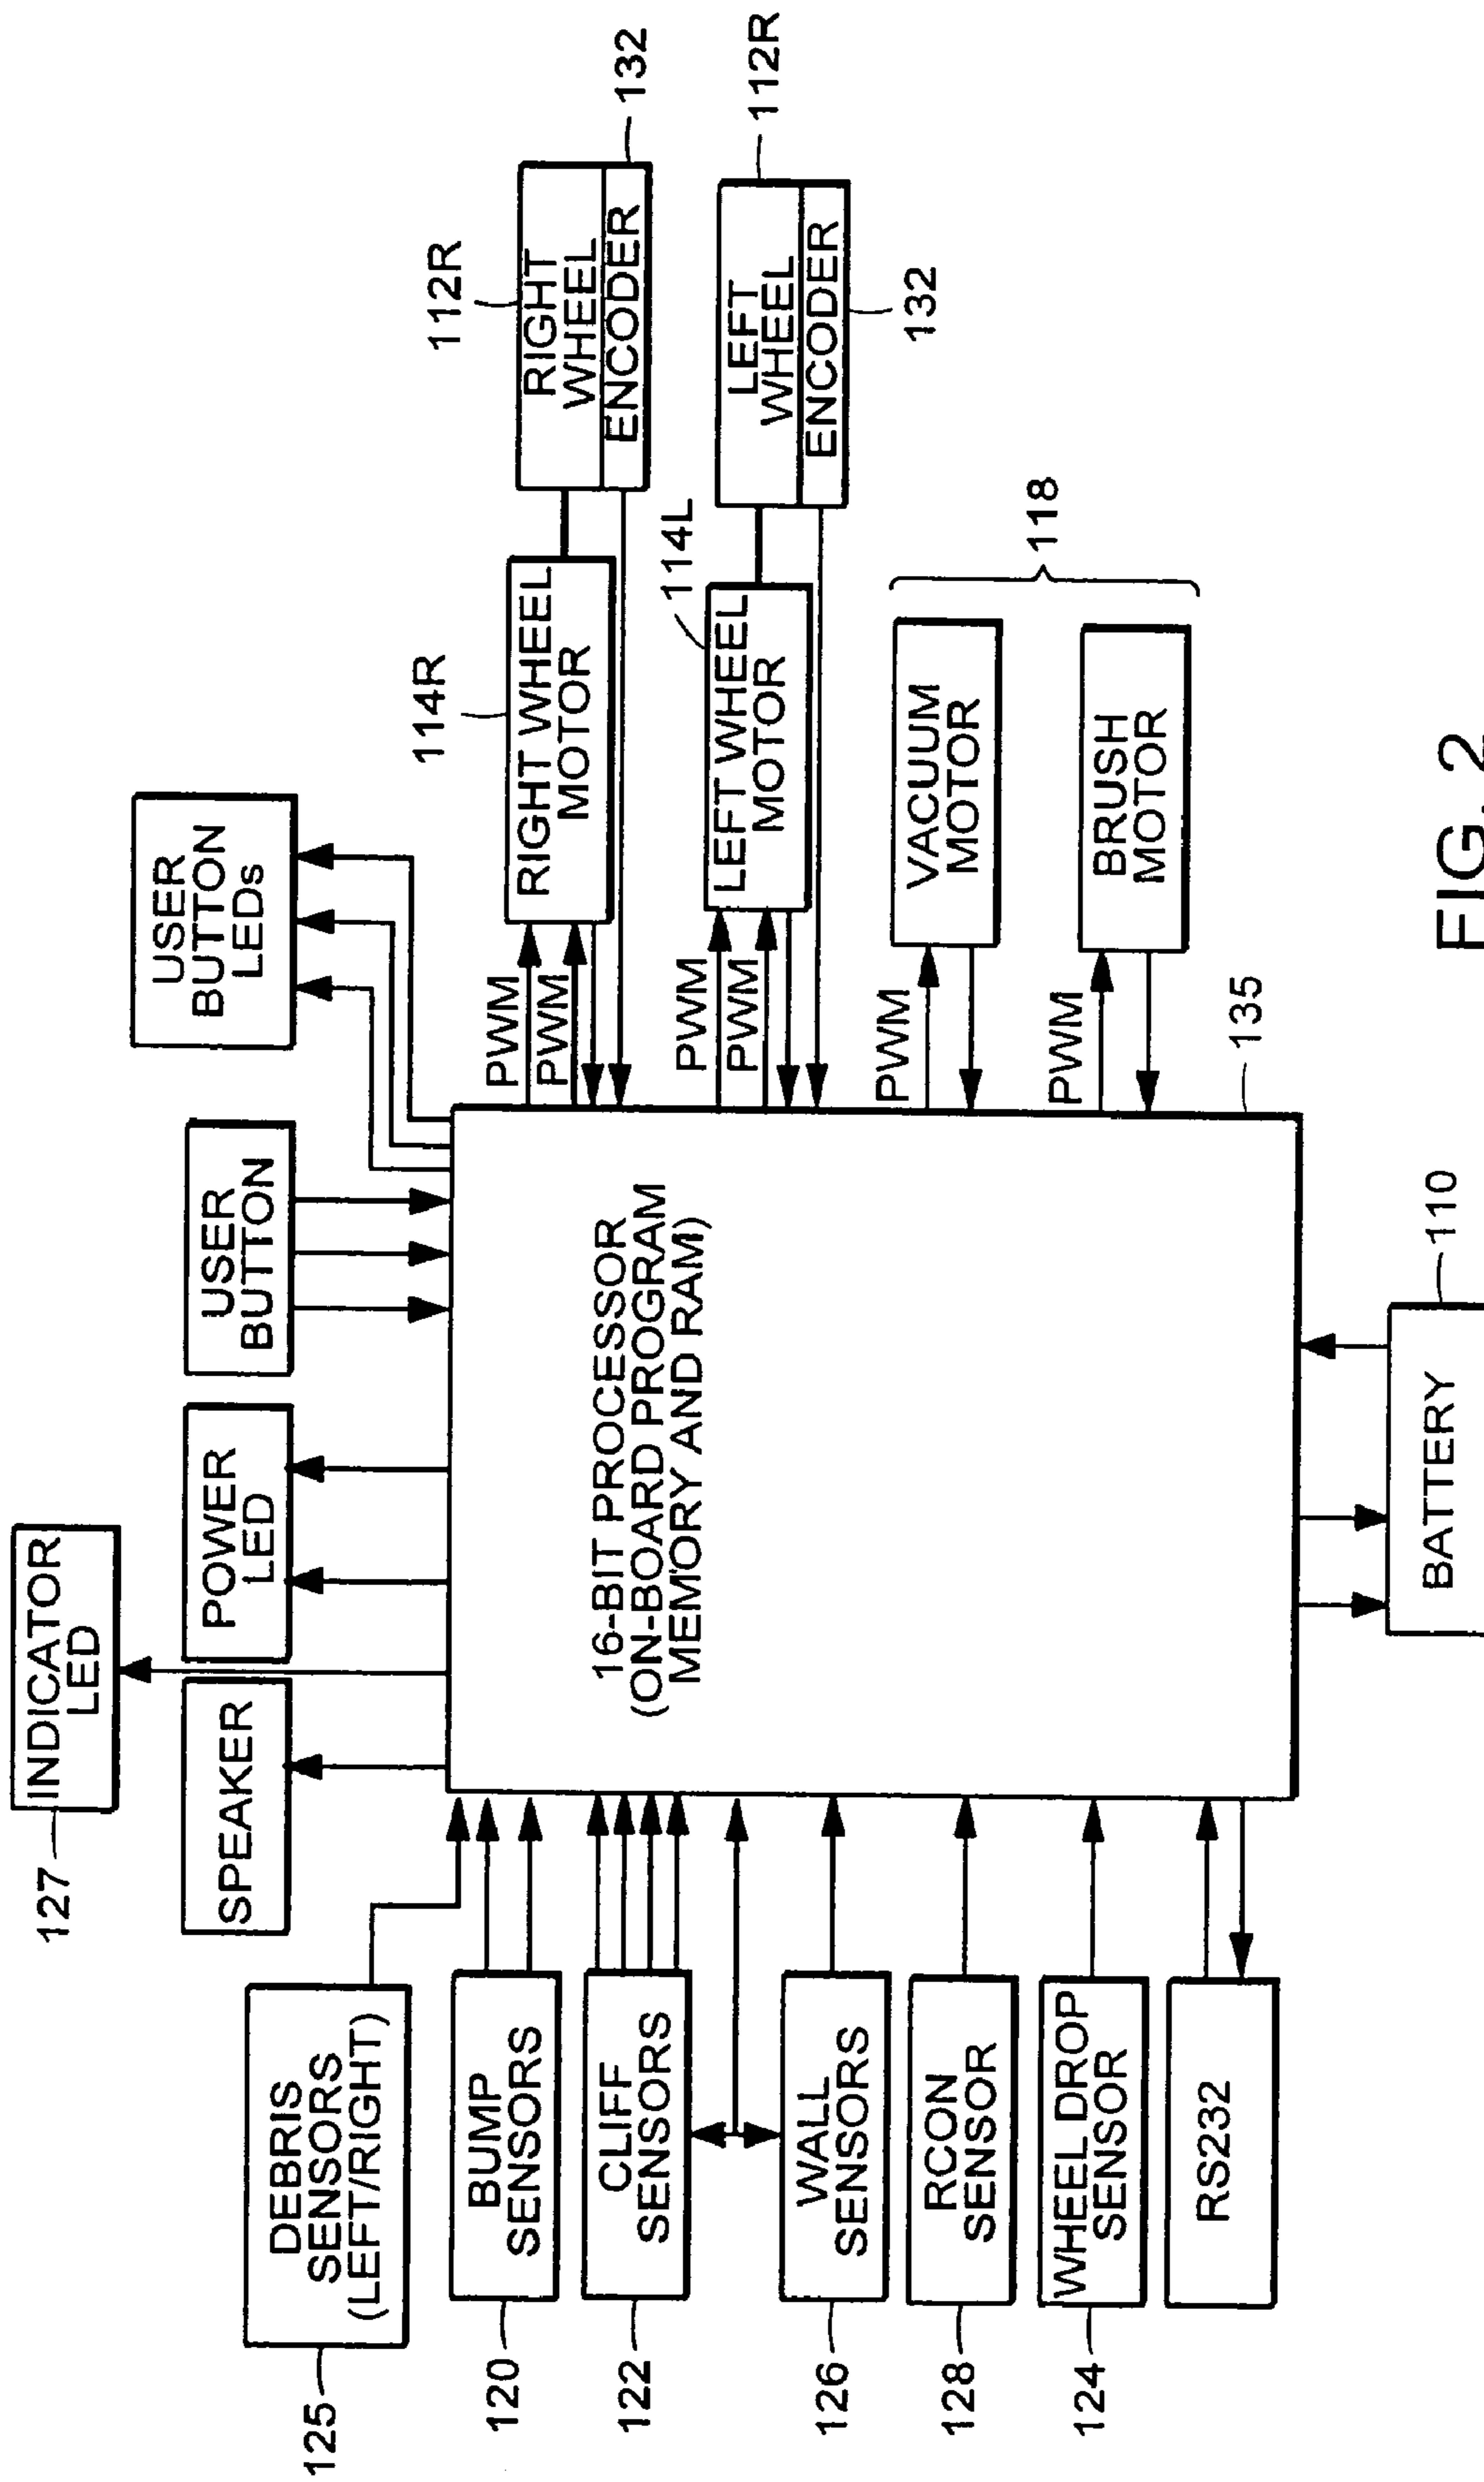 127
INDICATOR
LED
SPEAKER
POWER
LED
USER
BUTTON
USER
BUTTON
LEDs
125
DEBRIS
SENSORS
(LEFT/RIGHT)
120
BUMP
SENSORS
122
CLIFF
SENSORS
126
WALL
SENSORS
128
RCON
SENSOR
124
WHEEL DROP
SENSOR
RS232
16-BIT PROCESSOR
(ON-BOARD PROGRAM
MEMORY AND RAM)
135
BATTERY
110
PWM
PWM
114R
RIGHT WHEEL
MOTOR
112R
RIGHT
WHEEL
ENCODER
132
PWM
PWM
114L
LEFT WHEEL
MOTOR
112R
LEFT
WHEEL
ENCODER
132
PWM
VACUUM
MOTOR
118
PWM
BRUSH
MOTOR
FIG. 2